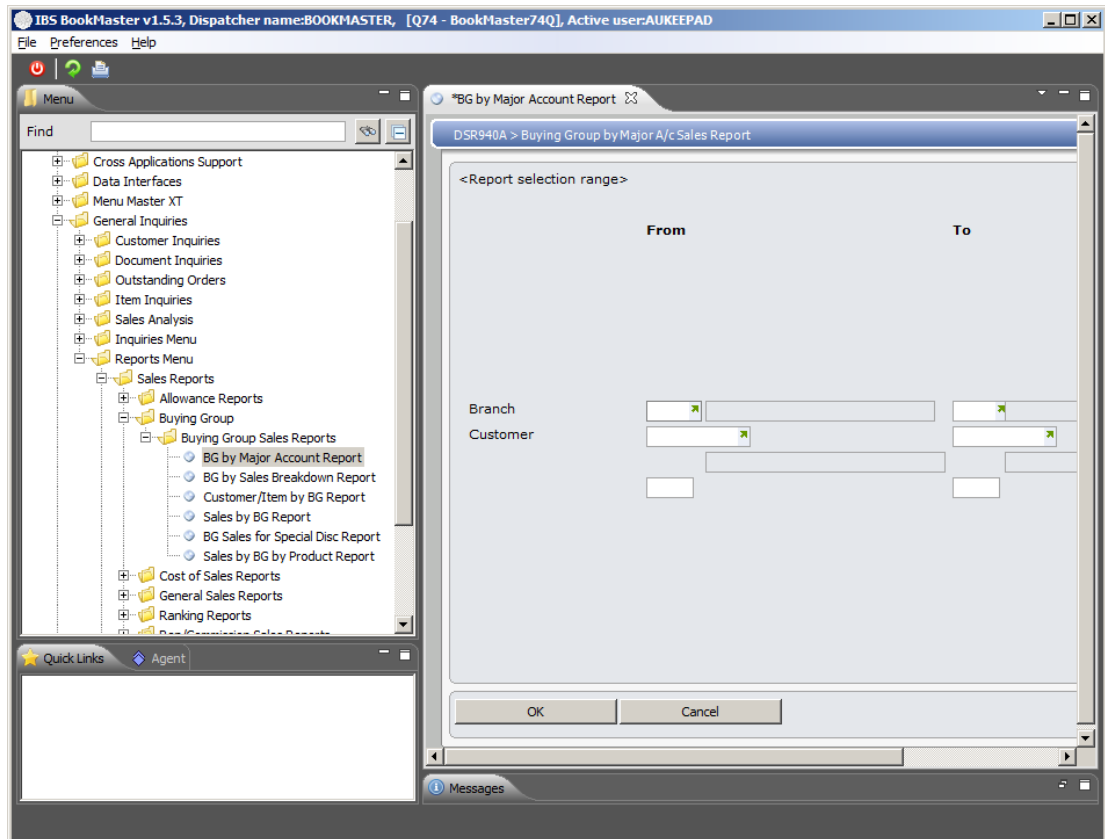 IBS BookMaster v1.5.3, Dispatcher name:BOOKMASTER, [Q74 - BookMaster74Q], Active user:AUKEEPAD
File Preferences Help
Menu
Find
Cross Applications Support
Data Interfaces
Menu Master XT
General Inquiries
Customer Inquiries
Document Inquiries
Outstanding Orders
Item Inquiries
Sales Analysis
Inquiries Menu
Reports Menu
Sales Reports
Allowance Reports
Buying Group
Buying Group Sales Reports
BG by Major Account Report
BG by Sales Breakdown Report
Customer/Item by BG Report
Sales by BG Report
BG Sales for Special Disc Report
Sales by BG by Product Report
Cost of Sales Reports
General Sales Reports
Ranking Reports
Quick Links Agent
*BG by Major Account Report
DSR940A > Buying Group by Major A/c Sales Report
<Report selection range>
From To
Branch
Customer
OK Cancel
Messages